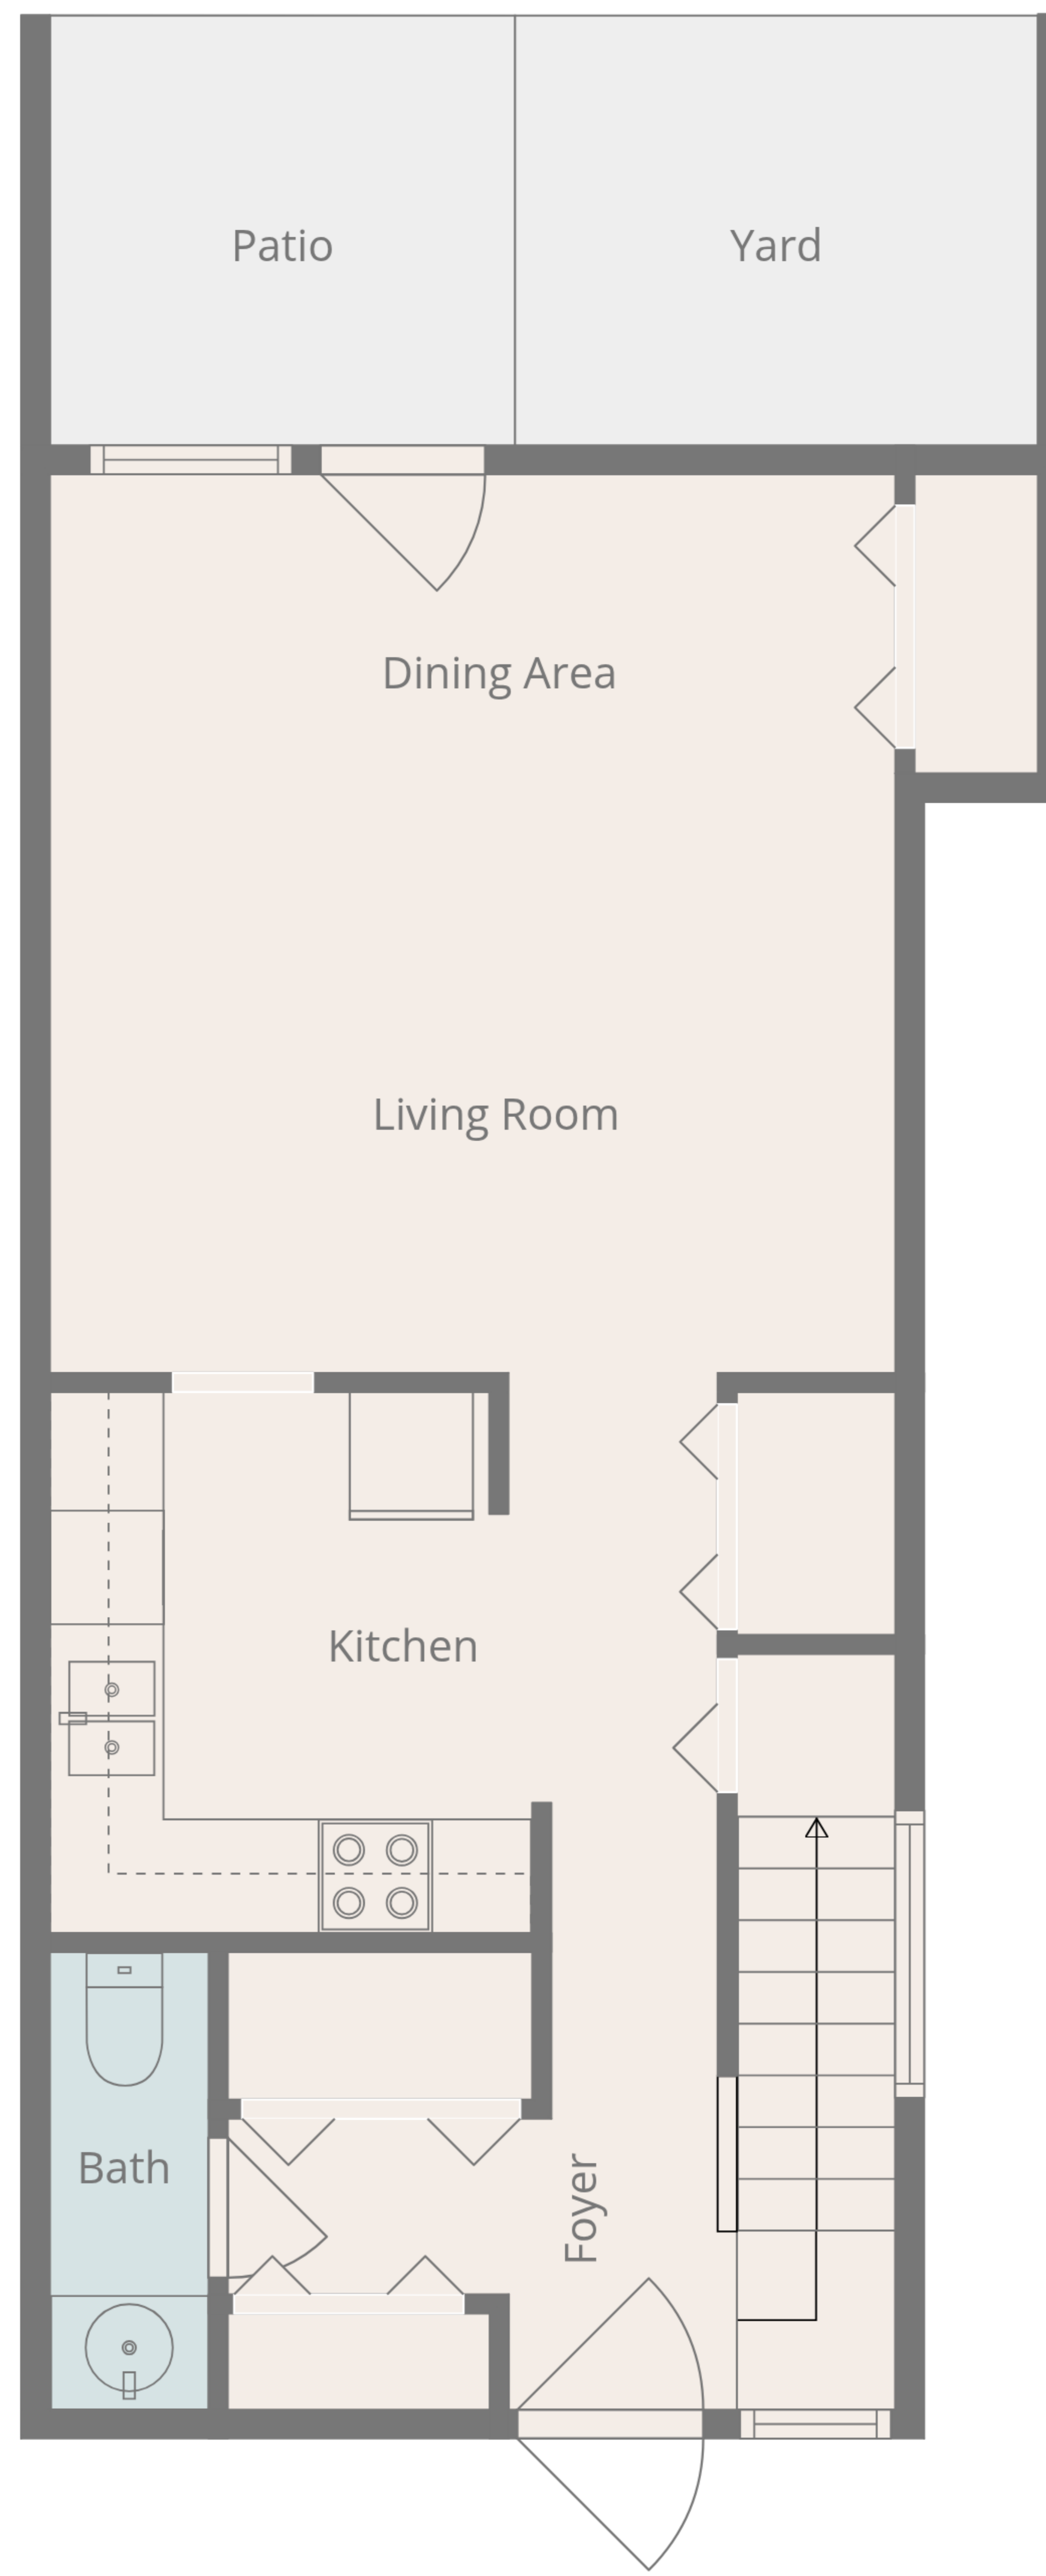 Patio
Yard
Dining Area
Living Room
Kitchen
Bath
Foyer